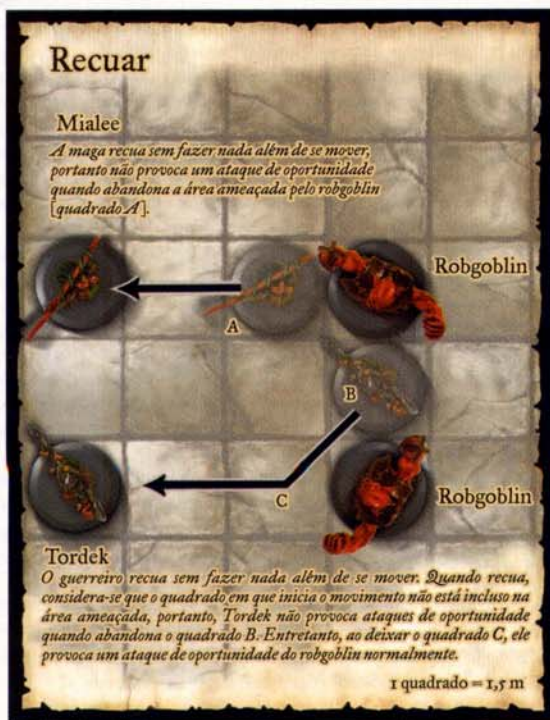 Recuar
Mialee
A maga recua sem fazer nada além de se mover,
portanto não provoca um ataque de oportunidade
quando abandona a área ameaçada pelo robgoblin
[quadrado A].
Robgoblin
A
B
Robgoblin
C
Tordek
O guerreiro recua sem fazer nada além de se mover. Quando recua,
considera-se que o quadrado em que inicia o movimento não está incluso na
área ameaçada, portanto, Tordek não provoca ataques de oportunidade
quando abandona o quadrado B. Entretanto, ao deixar o quadrado C, ele
provoca um ataque de oportunidade do robgoblin normalmente.
1 quadrado = 1,5 m